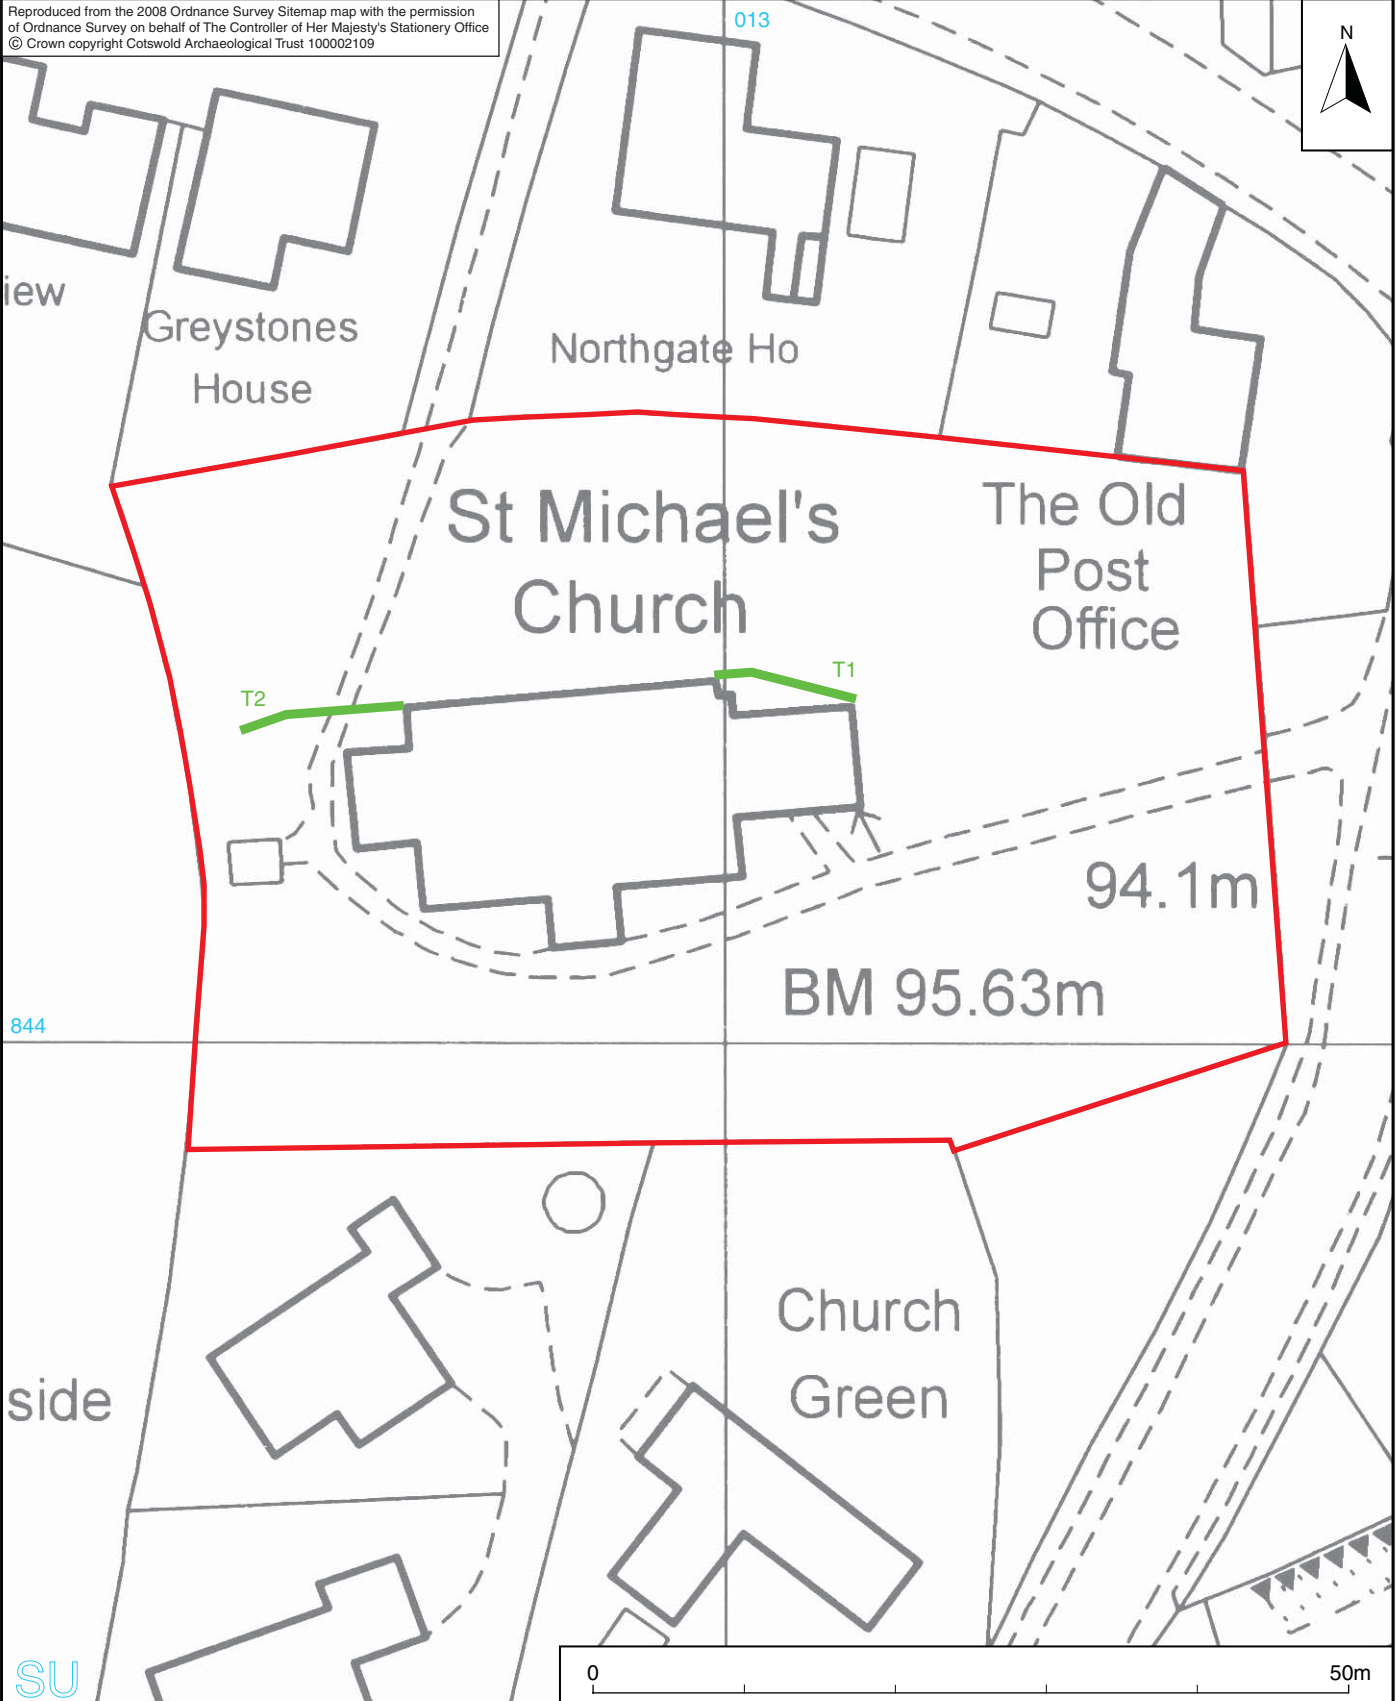 Reproduced from the 2008 Ordnance Survey Sitemap map with the permission
of Ordnance Survey on behalf of The Controller of Her Majesty's Stationery Office
© Crown copyright Cotswold Archaeological Trust 100002109
013
N
iew
Greystones
House
Northgate Ho
St Michael's
Church
The Old
Post
Office
T2
T1
94.1m
BM 95.63m
844
Church
Green
side
SU
0
50m